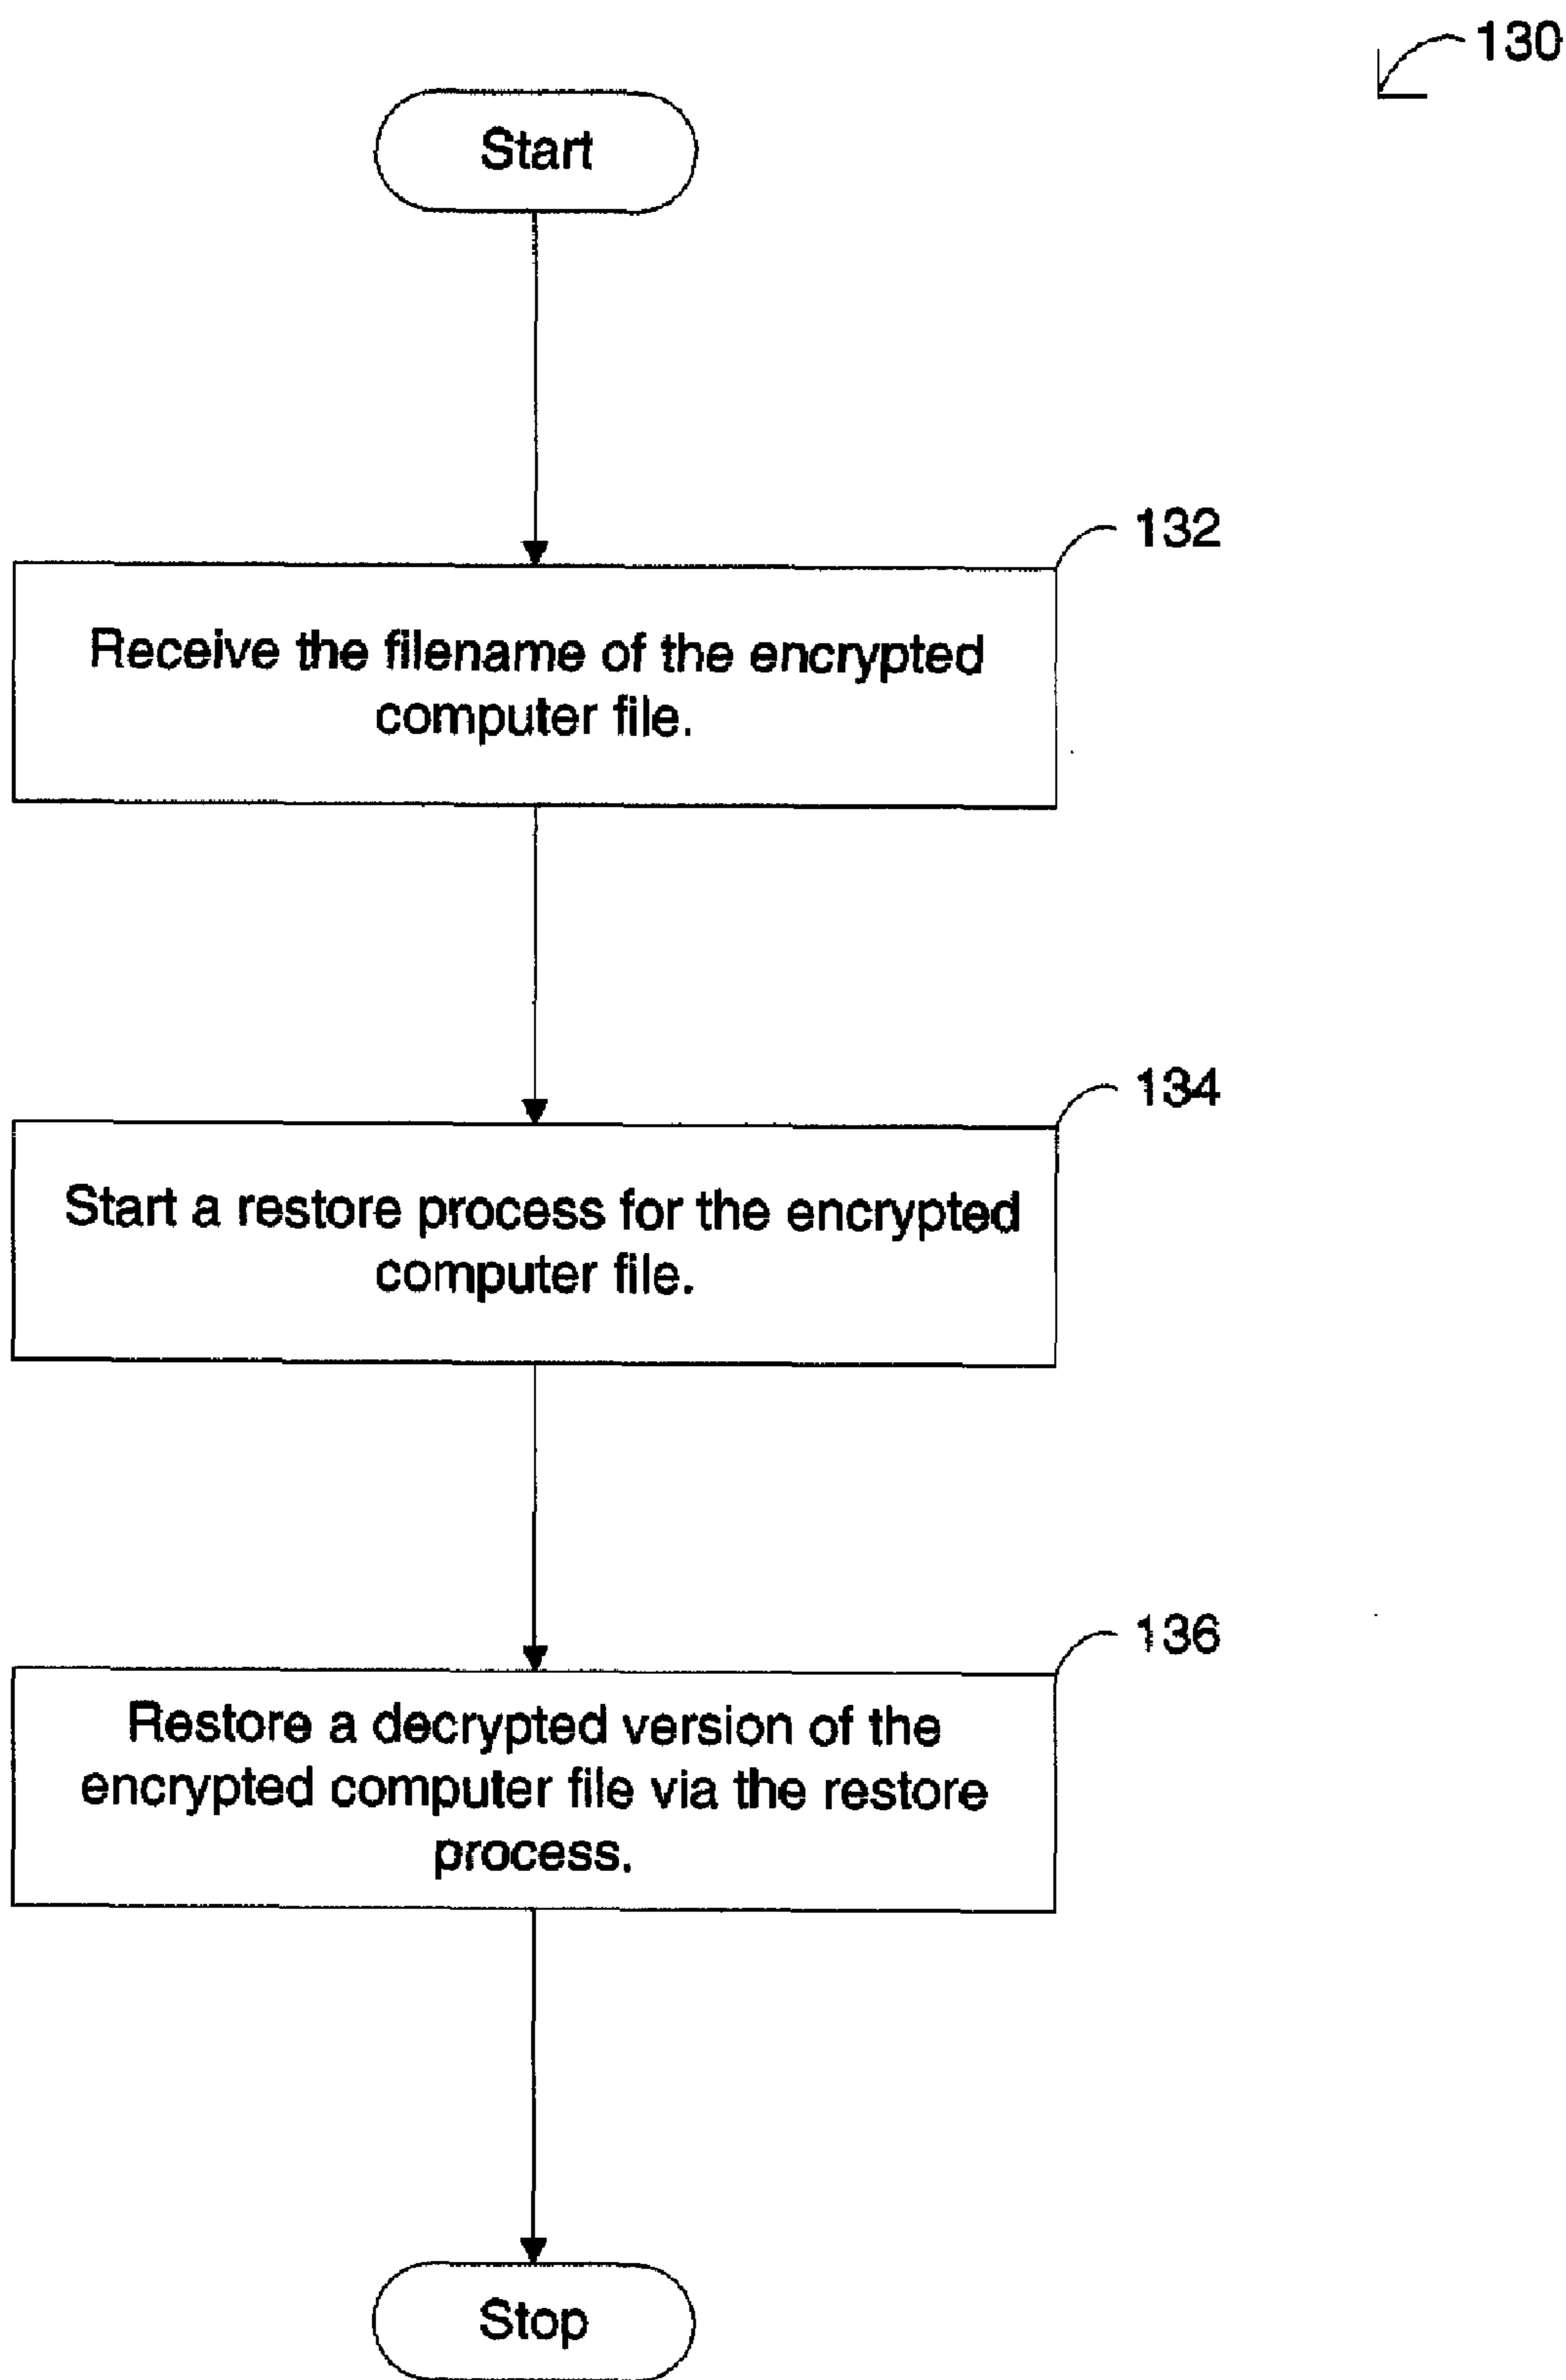 130
Start
132
Receive the filename of the encrypted
computer file.
134
Start a restore process for the encrypted
computer file.
136
Restore a decrypted version of the
encrypted computer file via the restore
process.
Stop